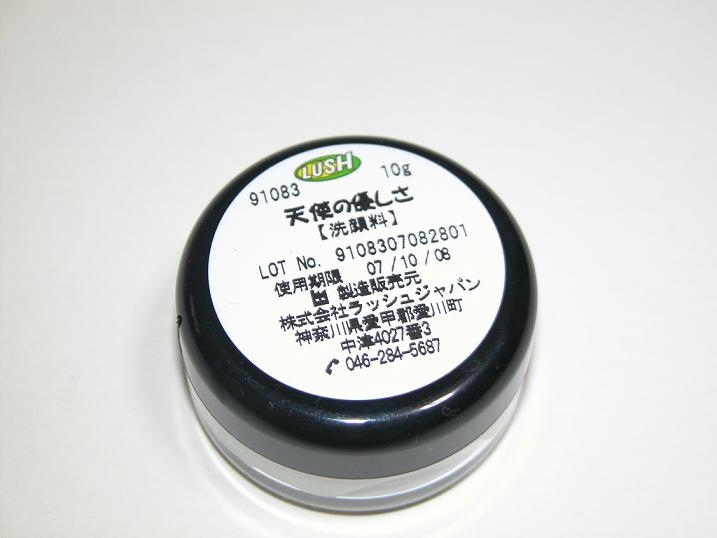 LUSH
91083 10g
天使の優しさ
【洗顔料】
LOT No. 9108307082801
使用期限 07/10/08
製造販売元
株式会社ラッシュジャパン
神奈川県愛甲郡愛川町
中津4027番3
046-284-5687